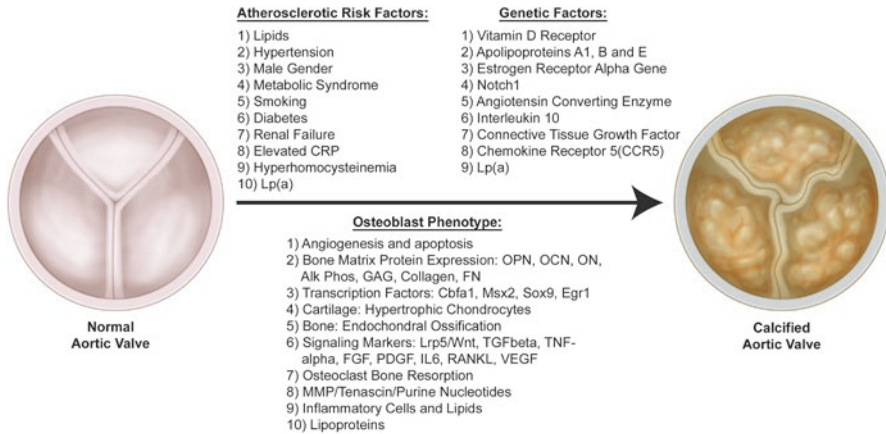 Atherosclerotic Risk Factors:
1) Lipids
2) Hypertension
3) Male Gender
4) Metabolic Syndrome
5) Smoking
6) Diabetes
7) Renal Failure
8) Elevated CRP
9) Hyperhomocysteinemia
10) Lp(a)
Genetic Factors:
1) Vitamin D Receptor
2) Apolipoproteins A1, B and E
3) Estrogen Receptor Alpha Gene
4) Notch1
5) Angiotensin Converting Enzyme
6) Interleukin 10
7) Connective Tissue Growth Factor
8) Chemokine Receptor 5(CCR5)
9) Lp(a)
Normal
Aortic Valve
Osteoblast Phenotype:
1) Angiogenesis and apoptosis
2) Bone Matrix Protein Expression: OPN, OCN, ON,
Alk Phos, GAG, Collagen, FN
3) Transcription Factors: Cbfa1, Msx2, Sox9, Egr1
4) Cartilage: Hypertrophic Chondrocytes
5) Bone: Endochondral Ossification
6) Signaling Markers: Lrp5/Wnt, TGFbeta, TNF-
alpha, FGF, PDGF, IL6, RANKL, VEGF
7) Osteoclast Bone Resorption
8) MMP/Tenascin/Purine Nucleotides
9) Inflammatory Cells and Lipids
10) Lipoproteins
Calcified
Aortic Valve